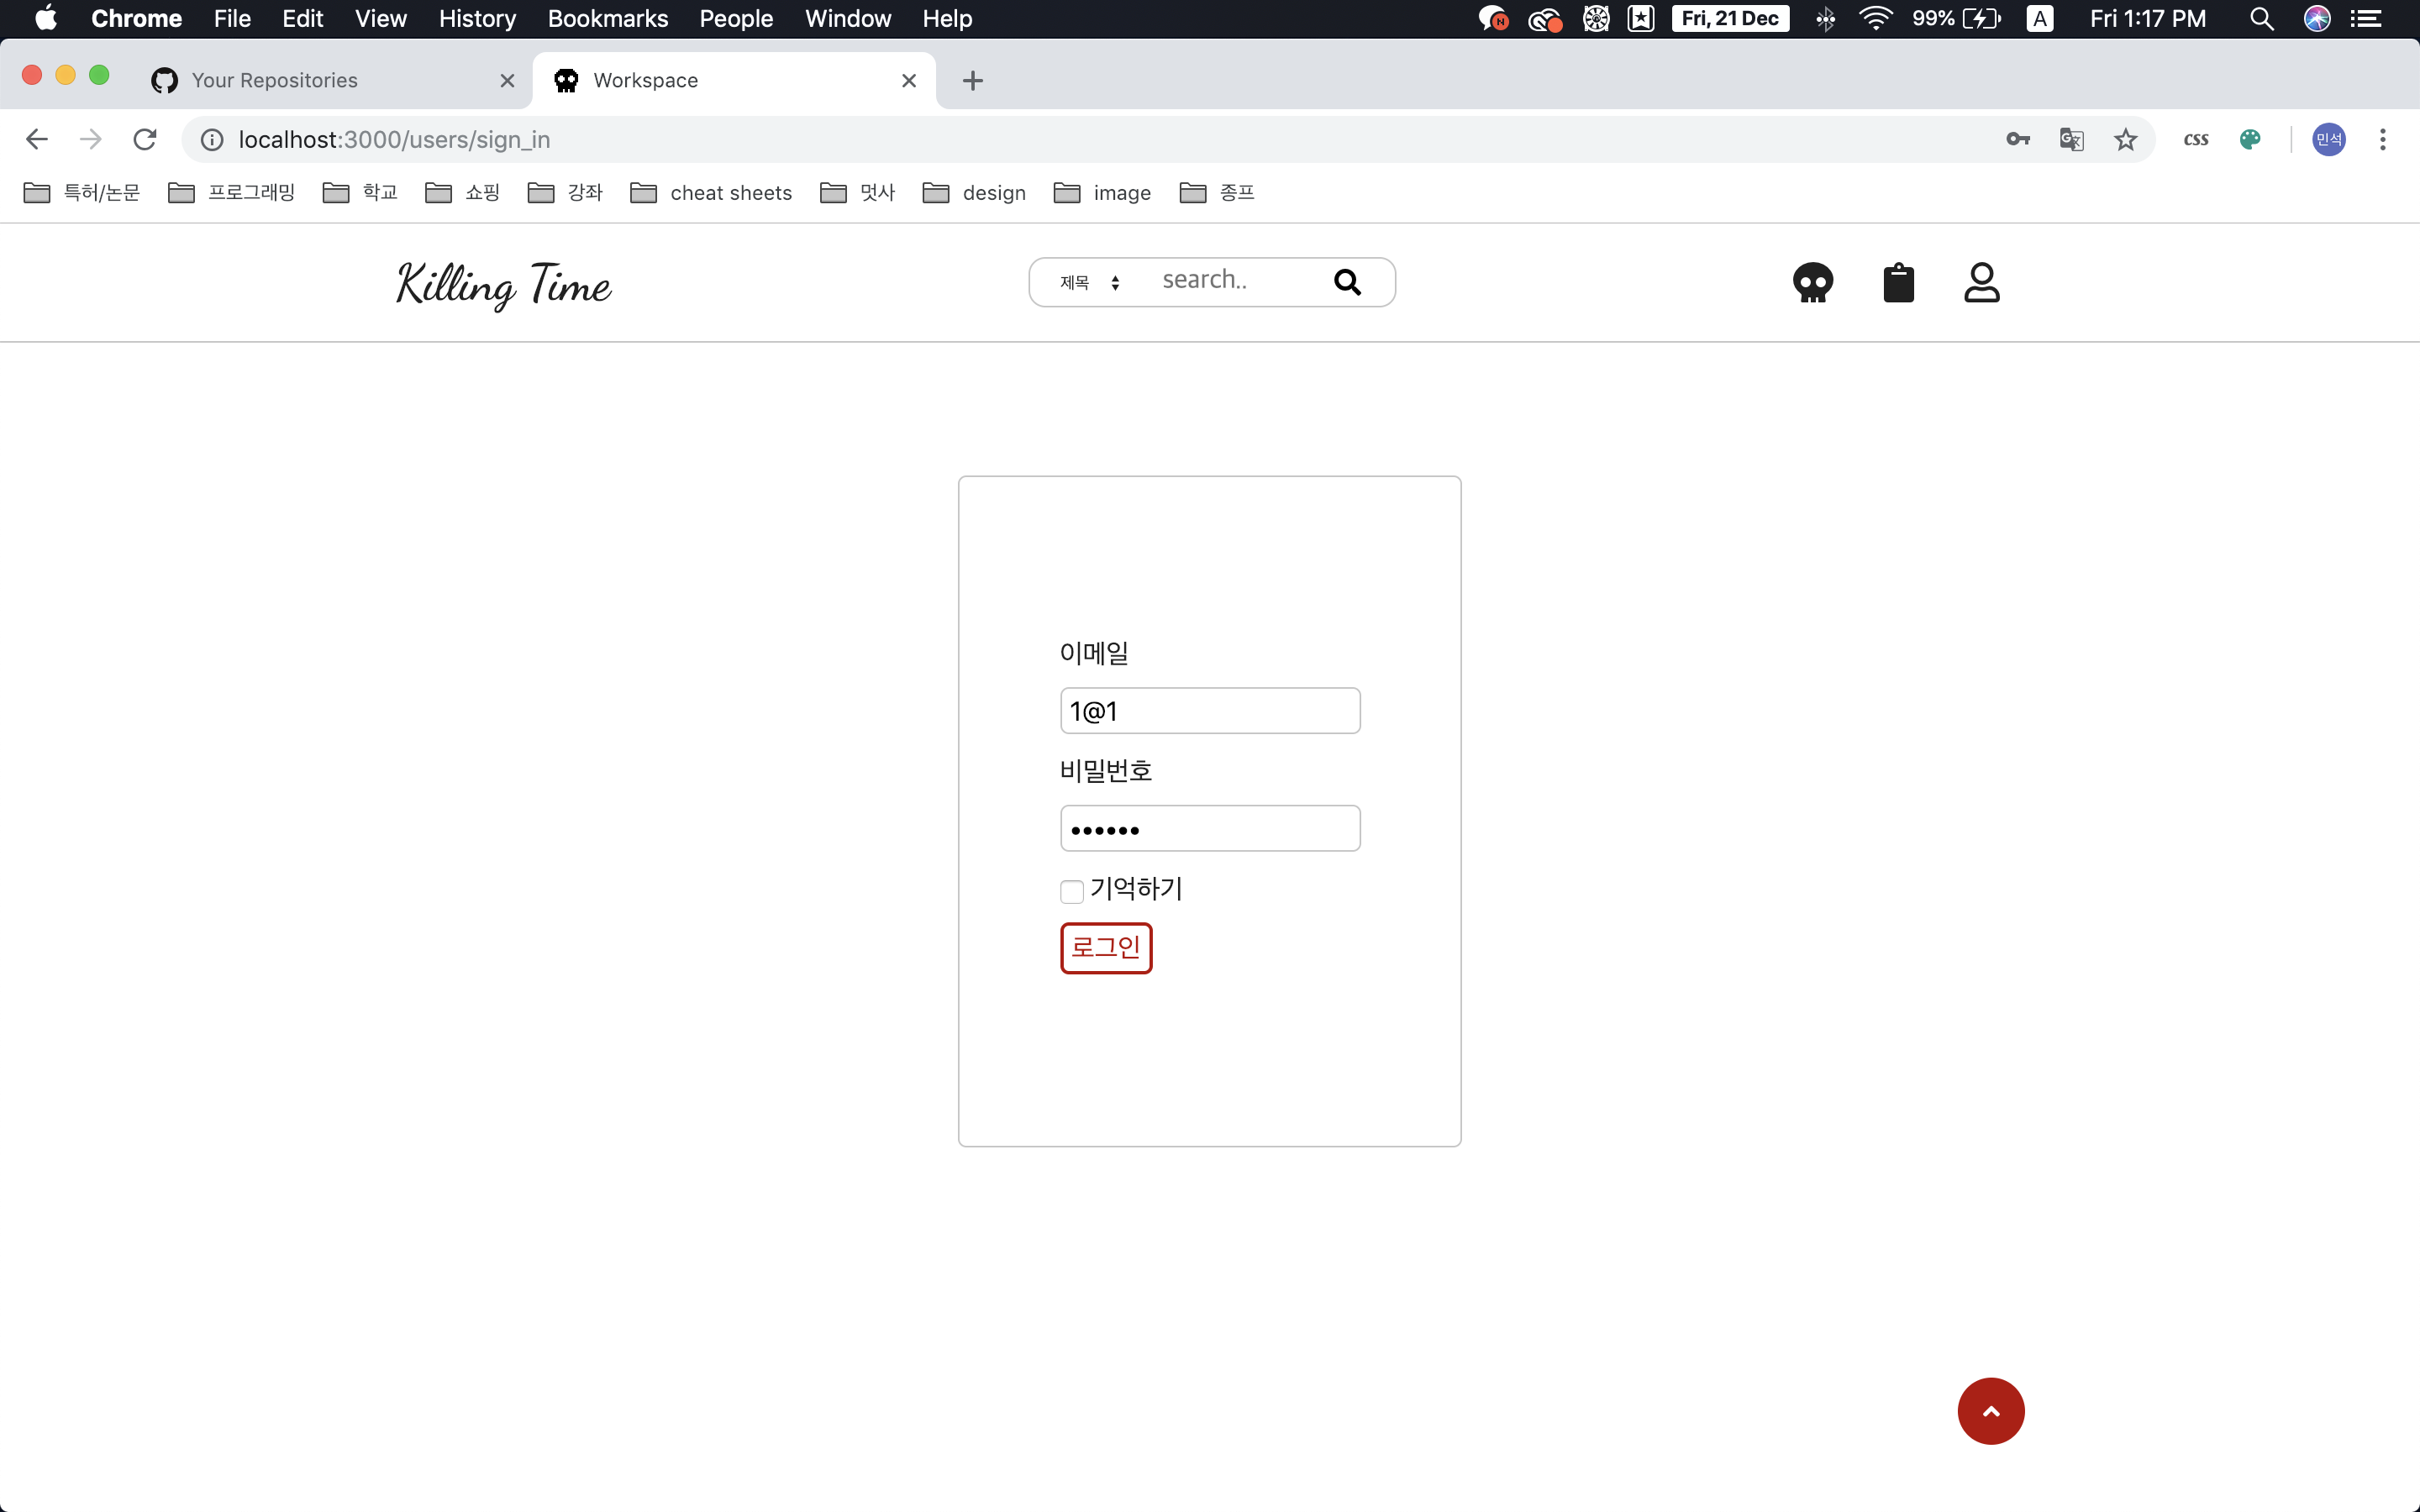 Chrome File Edit View History Bookmarks People Window Help Fri, 21 Dec 99% A Fri 1:17 PM
Your Repositories Workspace
localhost:3000/users/sign_in css 민석
특허/논문 프로그래밍 학교 쇼핑 강좌 cheat sheets 멋사 design image 종프
Killing Time 제목 search..
이메일
1@1
비밀번호
••••••
기억하기
로그인